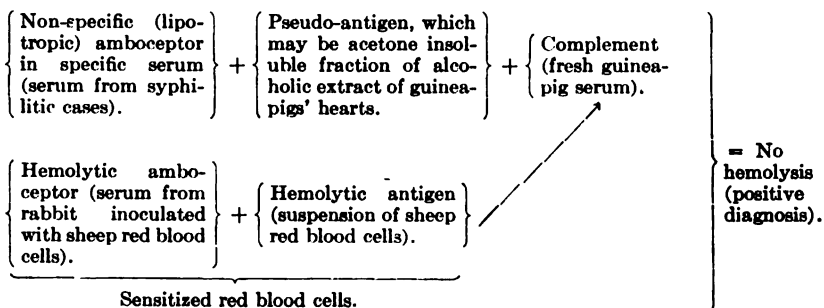 Non-specific (lipo-
tropic) amboceptor
in specific serum
(serum from syphi-
litic cases).
+
Pseudo-antigen, which
may be acetone insol-
uble fraction of alco-
holic extract of guinea-
pigs' hearts.
+
Complement
(fresh guinea-
pig serum).
Hemolytic ambo-
ceptor (serum from
rabbit inoculated
with sheep red blood
cells).
+
Hemolytic antigen
(suspension of sheep
red blood cells).
Sensitized red blood cells.
= No
hemolysis
(positive
diagnosis).